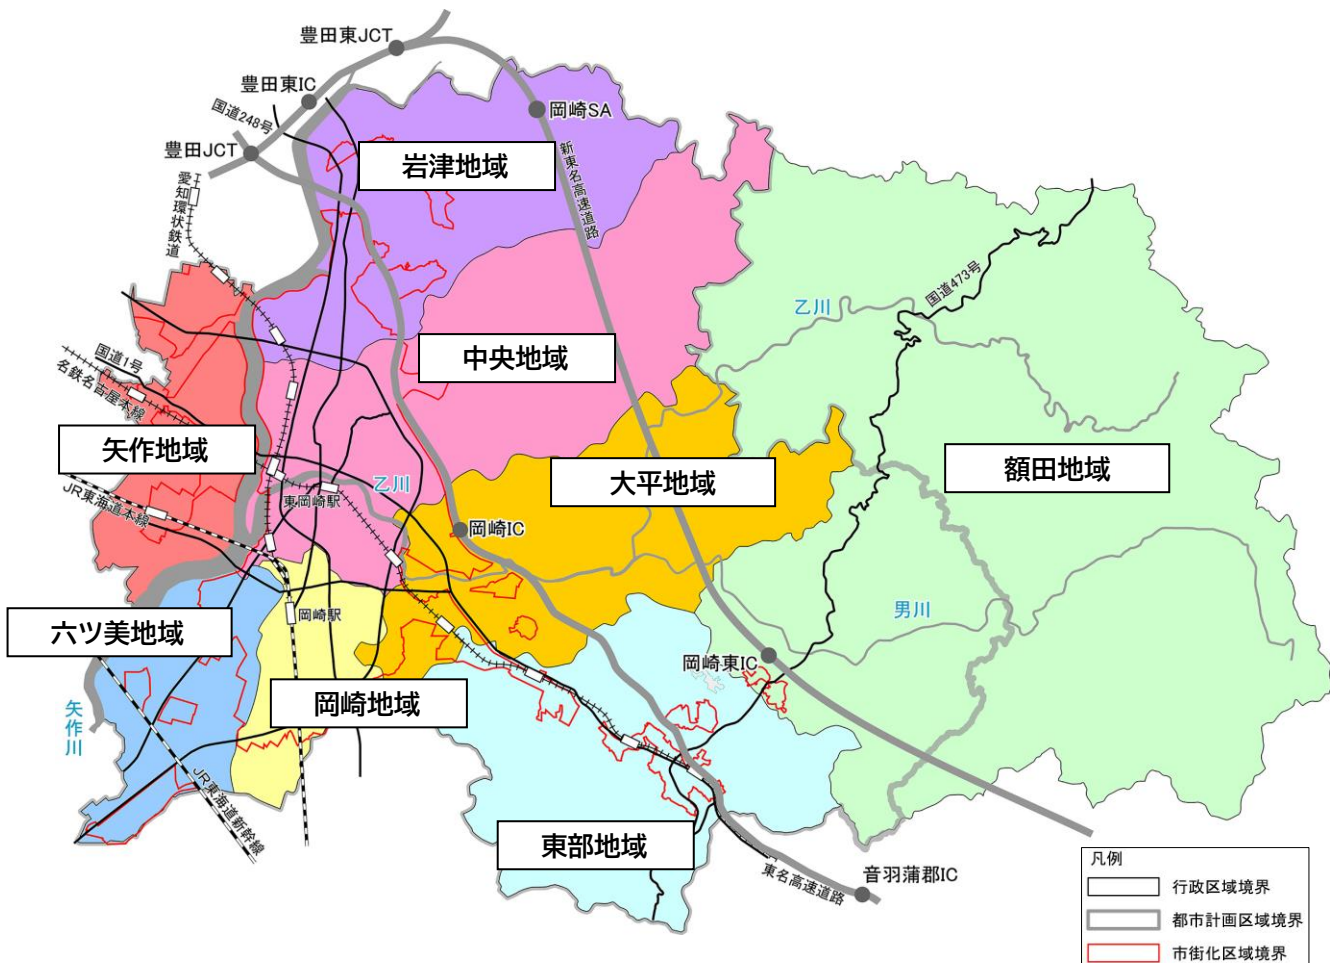 豊田東JCT
豊田東IC
国道248号
岡崎SA
豊田JCT
岩津地域
新東名高速道路
愛知環状鉄道
国道473号
乙川
中央地域
国道1号
名鉄名古屋本線
矢作地域
大平地域
額田地域
JR東海道本線
東岡崎駅
乙川
岡崎IC
岡崎駅
男川
六ツ美地域
岡崎東IC
岡崎地域
矢作川
JR東海道新幹線
東部地域
東名高速道路
音羽蒲郡IC
凡例
行政区域境界
都市計画区域境界
市街化区域境界